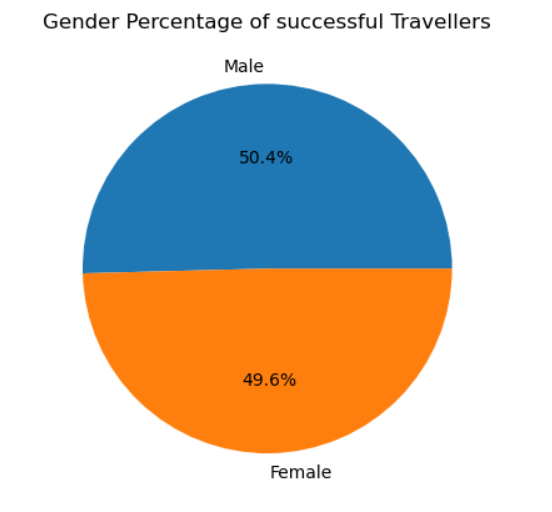 Gender Percentage of successful Travellers
Male
50.4%
49.6%
Female